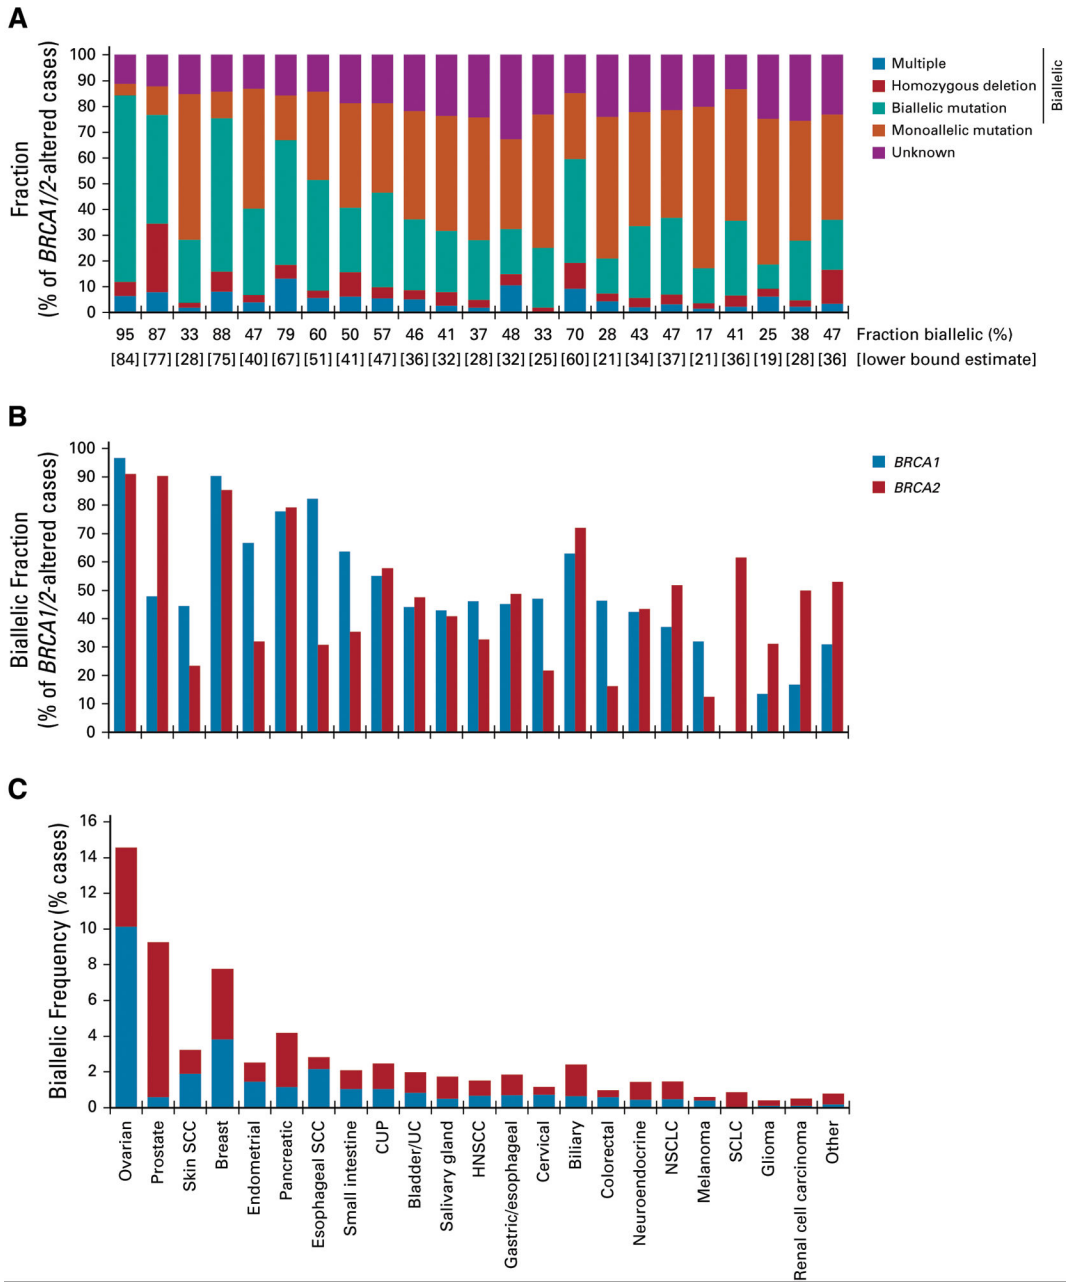 A
Fraction
(% of BRCA1/2-altered cases)
100
90
80
70
60
50
40
30
20
10
0
Multiple
Homozygous deletion
Biallelic mutation
Monoallelic mutation
Unknown
Biallelic
95 87 33 88 47 79 60 50 57 46 41 37 48 33 70 28 43 47 17 41 25 38 47 Fraction biallelic (%)
[84] [77] [28] [75] [40] [67] [51] [41] [47] [36] [32] [28] [32] [25] [60] [21] [34] [37] [21] [36] [19] [28] [36] [lower bound estimate]
B
Biallelic Fraction
(% of BRCA1/2-altered cases)
100
90
80
70
60
50
40
30
20
10
0
BRCA1
BRCA2
C
Biallelic Frequency (% cases)
16
14
12
10
8
6
4
2
0
Ovarian
Prostate
Skin SCC
Breast
Endometrial
Pancreatic
Esophageal SCC
Small intestine
CUP
Bladder/UC
Salivary gland
HNSCC
Gastric/esophageal
Cervical
Biliary
Colorectal
Neuroendocrine
NSCLC
Melanoma
SCLC
Glioma
Renal cell carcinoma
Other